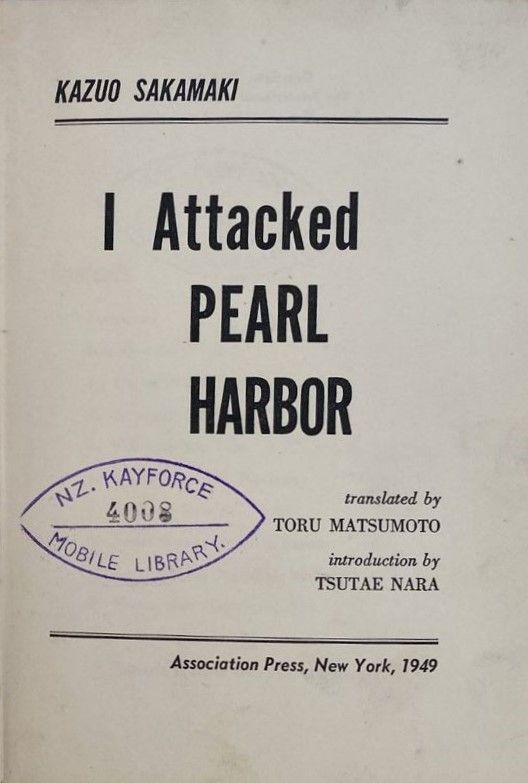 KAZUO SAKAMAKI
I Attacked
PEARL
HARBOR
NZ. KAYFORCE
4008
MOBILE LIBRARY.
translated by
TORU MATSUMOTO
introduction by
TSUTAE NARA
Association Press, New York, 1949